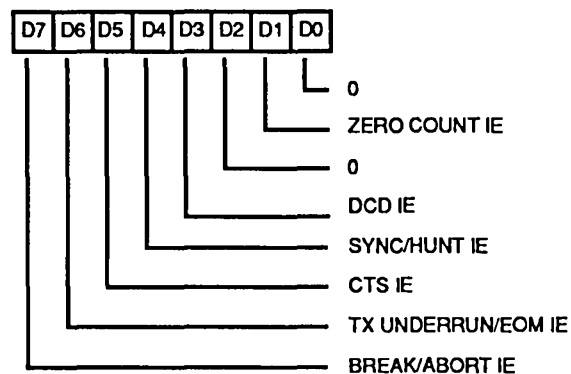 D7 D6 D5 D4 D3 D2 D1 D0
0
ZERO COUNT IE
0
DCD IE
SYNC/HUNT IE
CTS IE
TX UNDERRUN/EOM IE
BREAK/ABORT IE